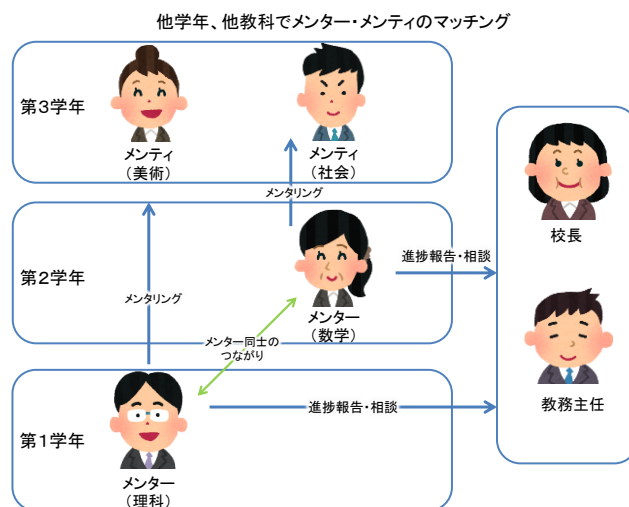 他学年、他教科でメンター・メンティのマッチング
第3学年
メンティ
(美術)
メンティ
(社会)
メンタリング
校長
第2学年
進捗報告・相談
メンタリング
メンター
(数学)
メンター同士の
つながり
教務主任
進捗報告・相談
第1学年
メンター
(理科)